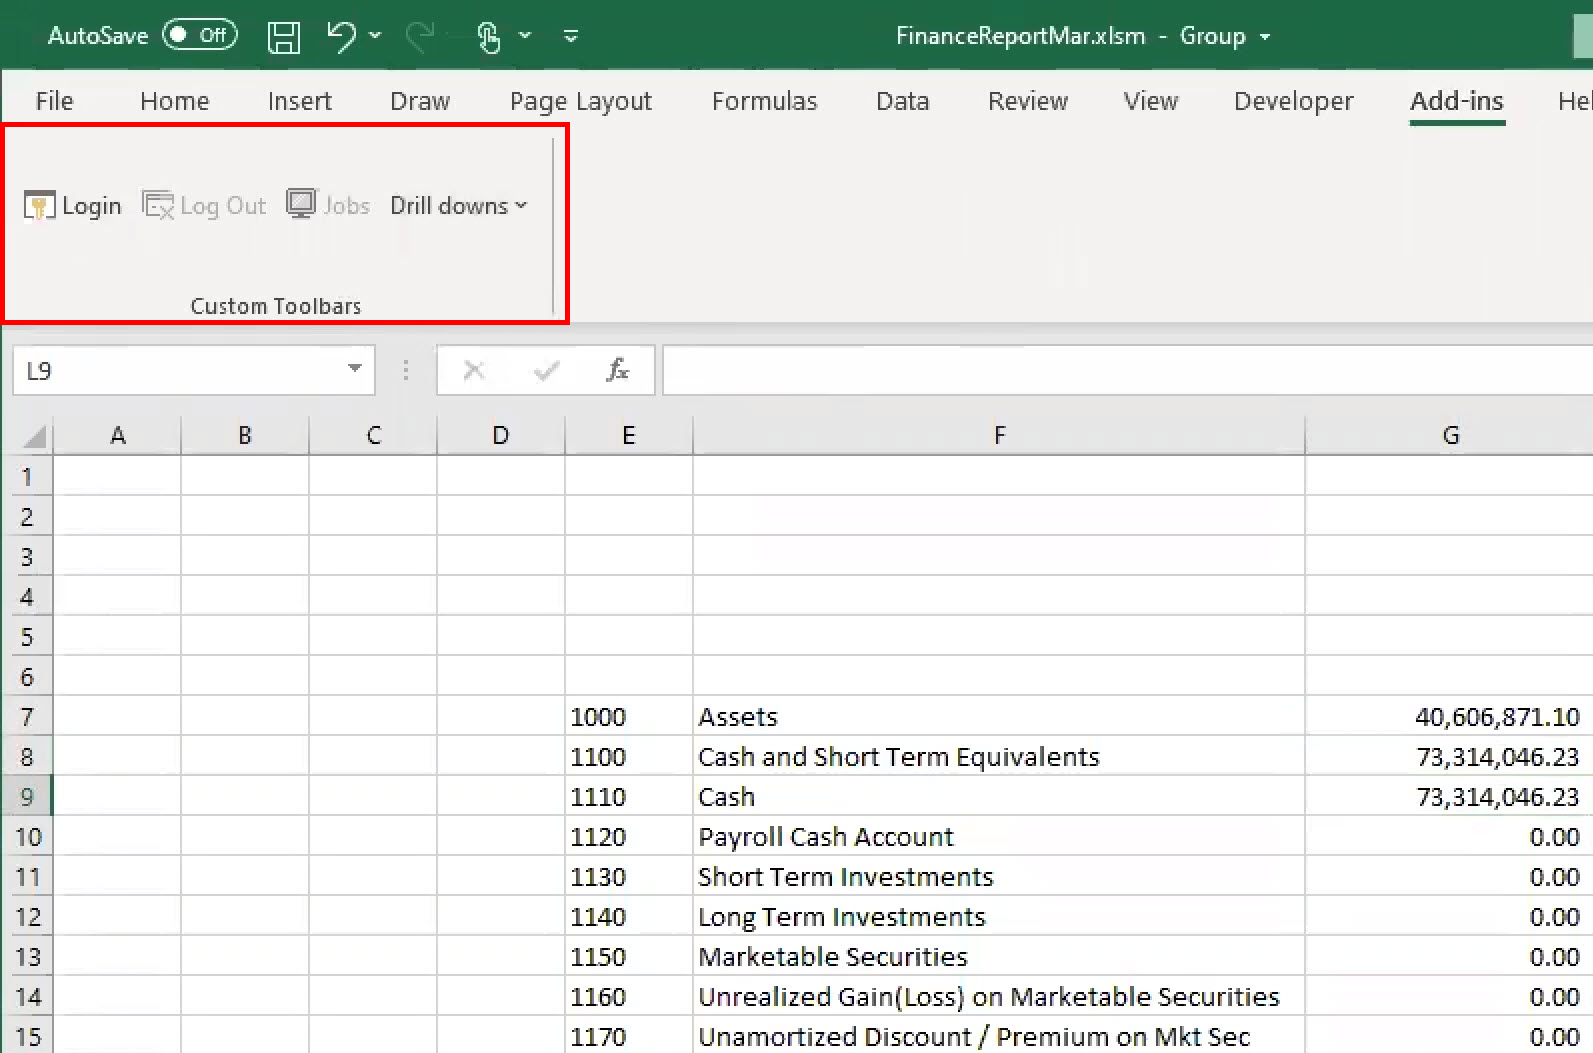 AutoSave Off FinanceReportMar.xlsm - Group
File Home Insert Draw Page Layout Formulas Data Review View Developer Add-ins Hel
Login Log Out Jobs Drill downs
Custom Toolbars
L9 fx
A B C D E F G
1
2
3
4
5
6
7 1000 Assets 40,606,871.10
8 1100 Cash and Short Term Equivalents 73,314,046.23
9 1110 Cash 73,314,046.23
10 1120 Payroll Cash Account 0.00
11 1130 Short Term Investments 0.00
12 1140 Long Term Investments 0.00
13 1150 Marketable Securities 0.00
14 1160 Unrealized Gain(Loss) on Marketable Securities 0.00
15 1170 Unamortized Discount / Premium on Mkt Sec 0.00